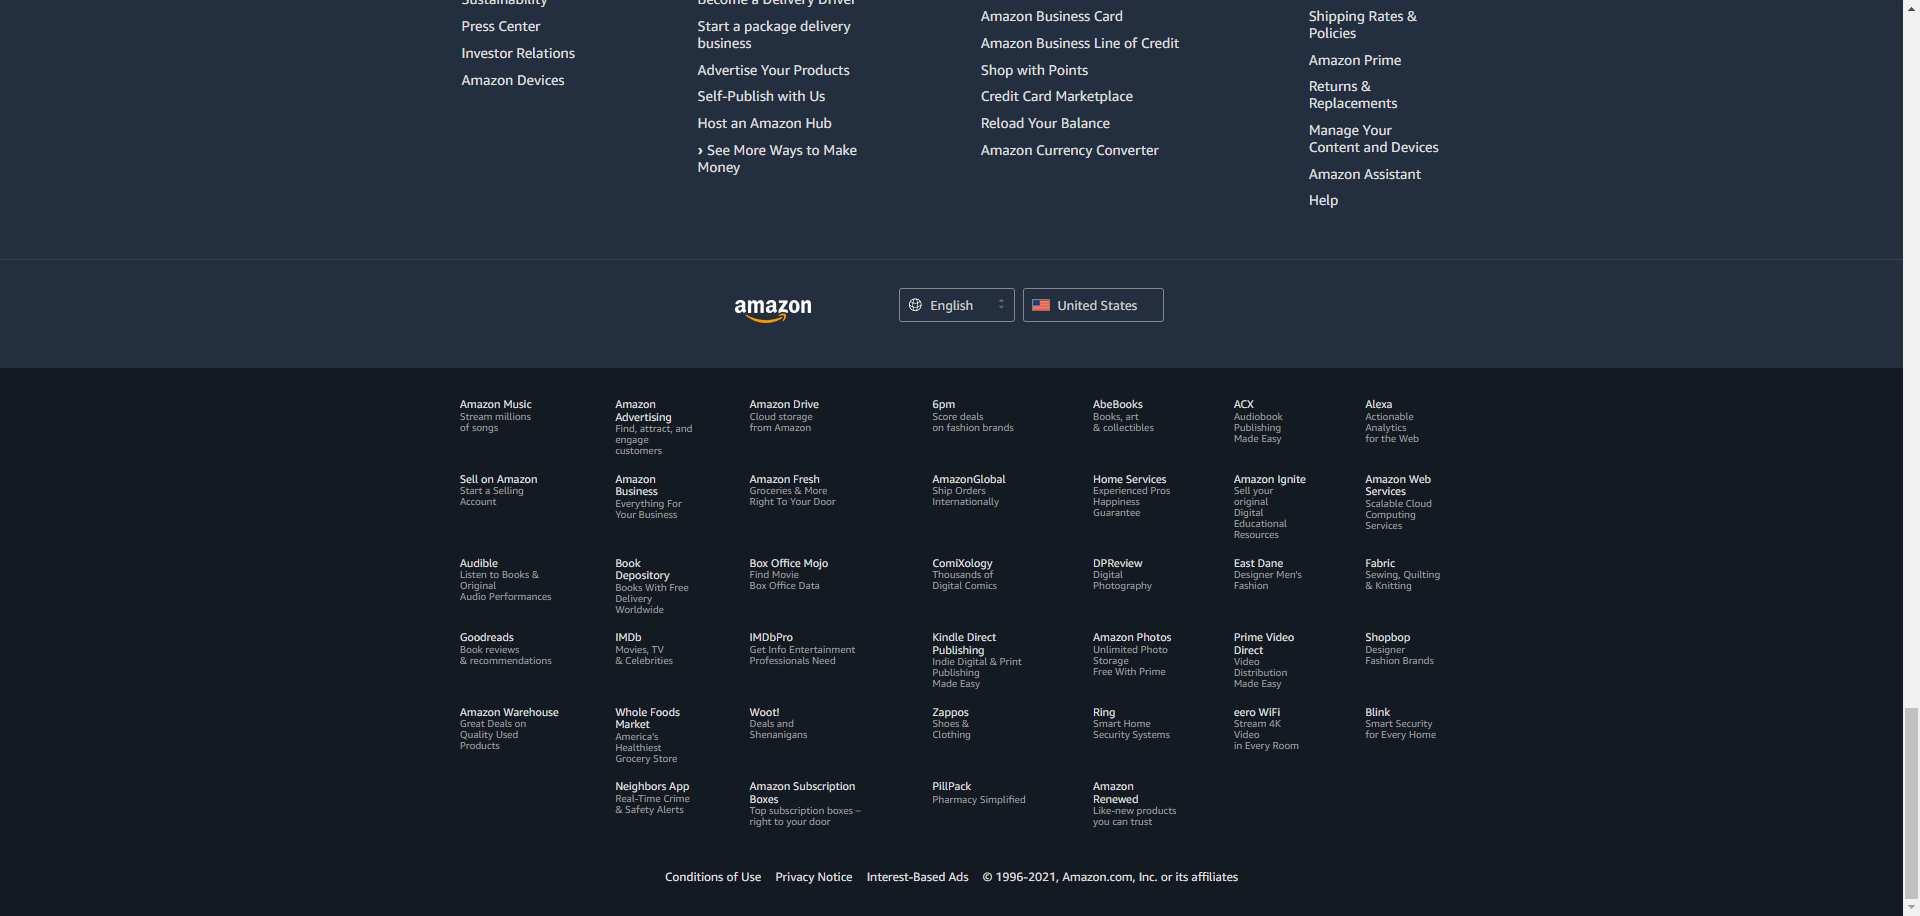 Sustainability
Press Center
Investor Relations
Amazon Devices
Become a Delivery Driver
Start a package delivery
business
Advertise Your Products
Self-Publish with Us
Host an Amazon Hub
› See More Ways to Make
Money
Amazon Business Card
Amazon Business Line of Credit
Shop with Points
Credit Card Marketplace
Reload Your Balance
Amazon Currency Converter
Shipping Rates &
Policies
Amazon Prime
Returns &
Replacements
Manage Your
Content and Devices
Amazon Assistant
Help
amazon
English
United States
Amazon Music
Stream millions
of songs
Amazon
Advertising
Find, attract, and
engage
customers
Amazon Drive
Cloud storage
from Amazon
6pm
Score deals
on fashion brands
AbeBooks
Books, art
& collectibles
ACX
Audiobook
Publishing
Made Easy
Alexa
Actionable
Analytics
for the Web
Sell on Amazon
Start a Selling
Account
Amazon
Business
Everything For
Your Business
Amazon Fresh
Groceries & More
Right To Your Door
AmazonGlobal
Ship Orders
Internationally
Home Services
Experienced Pros
Happiness
Guarantee
Amazon Ignite
Sell your
original
Digital
Educational
Resources
Amazon Web
Services
Scalable Cloud
Computing
Services
Audible
Listen to Books &
Original
Audio Performances
Book
Depository
Books With Free
Delivery
Worldwide
Box Office Mojo
Find Movie
Box Office Data
ComiXology
Thousands of
Digital Comics
DPReview
Digital
Photography
East Dane
Designer Men's
Fashion
Fabric
Sewing, Quilting
& Knitting
Goodreads
Book reviews
& recommendations
IMDb
Movies, TV
& Celebrities
IMDbPro
Get Info Entertainment
Professionals Need
Kindle Direct
Publishing
Indie Digital & Print
Publishing
Made Easy
Amazon Photos
Unlimited Photo
Storage
Free With Prime
Prime Video
Direct
Video
Distribution
Made Easy
Shopbop
Designer
Fashion Brands
Amazon Warehouse
Great Deals on
Quality Used
Products
Whole Foods
Market
America's
Healthiest
Grocery Store
Woot!
Deals and
Shenanigans
Zappos
Shoes &
Clothing
Ring
Smart Home
Security Systems
eero WiFi
Stream 4K
Video
in Every Room
Blink
Smart Security
for Every Home
Neighbors App
Real-Time Crime
& Safety Alerts
Amazon Subscription
Boxes
Top subscription boxes –
right to your door
PillPack
Pharmacy Simplified
Amazon
Renewed
Like-new products
you can trust
Conditions of Use Privacy Notice Interest-Based Ads © 1996-2021, Amazon.com, Inc. or its affiliates